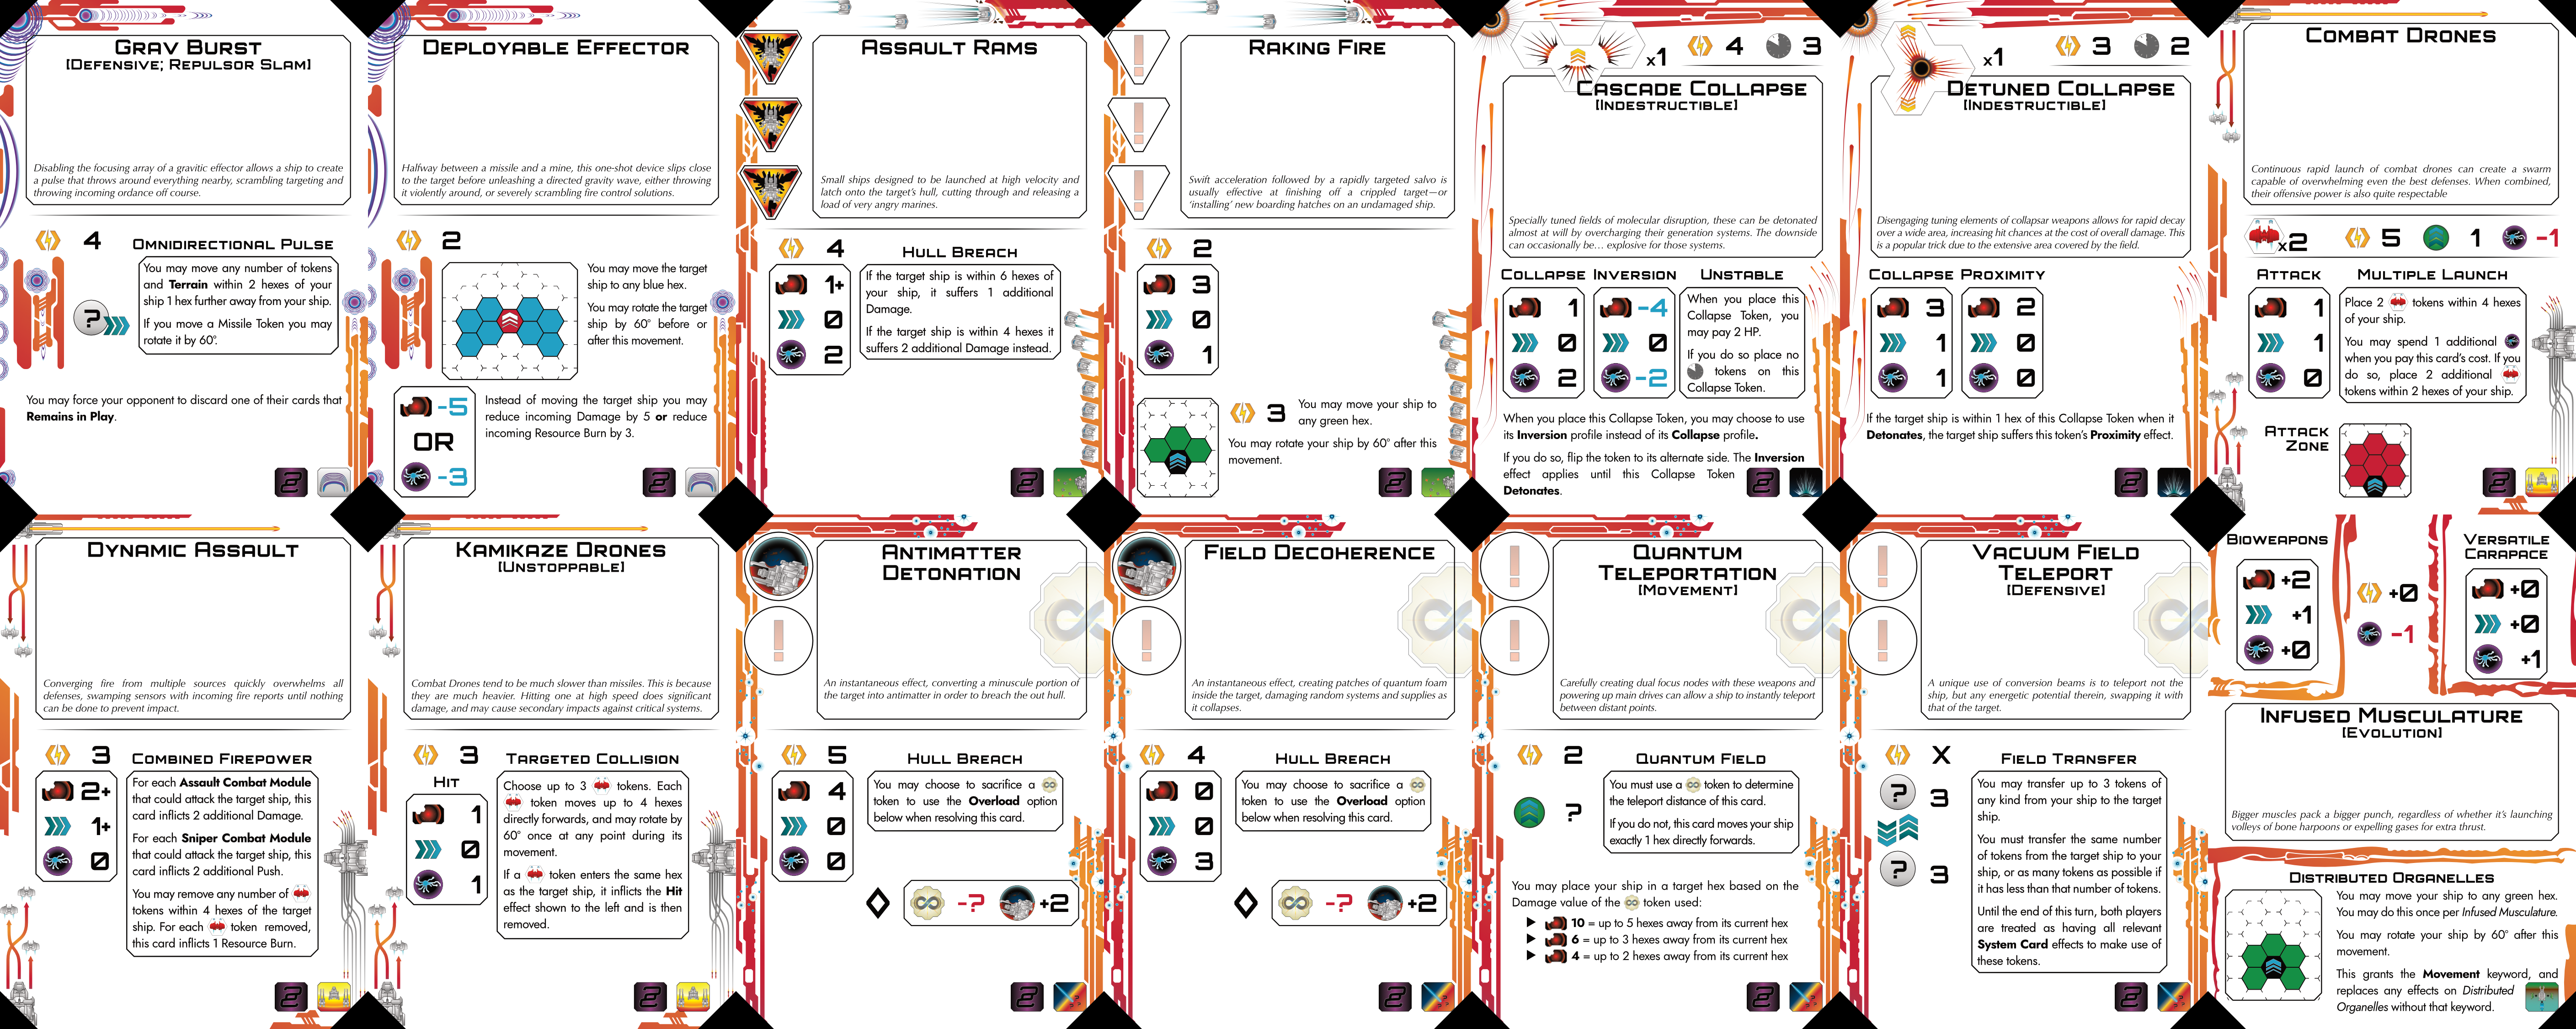 GRAV BURST
[DEFENSIVE; REPULSOR SLAM]
Disabling the focusing array of a gravitic effector allows a ship to create
a pulse that throws around everything nearby, scrambling targeting and
throwing incoming ordance off course.
4
OMNIDIRECTIONAL PULSE
You may move any number of tokens
and Terrain within 2 hexes of your
ship 1 hex further away from your ship.
If you move a Missile Token you may
rotate it by 60°.
?
You may force your opponent to discard one of their cards that
Remains in Play.
2
DEPLOYABLE EFFECTOR
Halfway between a missile and a mine, this one-shot device slips close
to the target before unleashing a directed gravity wave, either throwing
it violently around, or severely scrambling fire control solutions.
2
You may move the target
ship to any blue hex.
You may rotate the target
ship by 60° before or
after this movement.
-5
OR
-3
Instead of moving the target ship you may
reduce incoming Damage by 5 or reduce
incoming Resource Burn by 3.
2
ASSAULT RAMS
Small ships designed to be launched at high velocity and
latch onto the target's hull, cutting through and releasing a
load of very angry marines.
4
1+
0
2
HULL BREACH
If the target ship is within 6 hexes of
your ship, it suffers 1 additional
Damage.
If the target ship is within 4 hexes it
suffers 2 additional Damage instead.
2
RAKING FIRE
!
!
!
Swift acceleration followed by a rapidly targeted salvo is
usually effective at finishing off a crippled target—or
'installing' new boarding hatches on an undamaged ship.
2
3
0
1
3
You may move your ship to
any green hex.
You may rotate your ship by 60° after this
movement.
2
x1
4
3
CASCADE COLLAPSE
[INDESTRUCTIBLE]
Specially tuned fields of molecular disruption, these can be detonated
almost at will by overcharging their generation systems. The downside
can occasionally be... explosive for those systems.
COLLAPSE
1
0
2
INVERSION
-4
0
-2
UNSTABLE
When you place this
Collapse Token, you
may pay 2 HP.
If you do so place no
tokens on this
Collapse Token.
When you place this Collapse Token, you may choose to use
its Inversion profile instead of its Collapse profile.
If you do so, flip the token to its alternate side. The Inversion
effect applies until this Collapse Token
Detonates.
2
x1
3
2
DETUNED COLLAPSE
[INDESTRUCTIBLE]
Disengaging tuning elements of collapsar weapons allows for rapid decay
over a wide area, increasing hit chances at the cost of overall damage. This
is a popular trick due to the extensive area covered by the field.
COLLAPSE
3
1
1
PROXIMITY
2
0
0
If the target ship is within 1 hex of this Collapse Token when it
Detonates, the target ship suffers this token's Proximity effect.
2
COMBAT DRONES
Continuous rapid launch of combat drones can create a swarm
capable of overwhelming even the best defenses. When combined,
their offensive power is also quite respectable
x2
5
1
-1
ATTACK
1
1
0
MULTIPLE LAUNCH
Place 2 tokens within 4 hexes
of your ship.
You may spend 1 additional
when you pay this card's cost. If you
do so, place 2 additional
tokens within 2 hexes of your ship.
ATTACK
ZONE
2
DYNAMIC ASSAULT
Converging fire from multiple sources quickly overwhelms all
defenses, swamping sensors with incoming fire reports until nothing
can be done to prevent impact.
3
2+
1+
0
COMBINED FIREPOWER
For each Assault Combat Module
that could attack the target ship, this
card inflicts 2 additional Damage.
For each Sniper Combat Module
that could attack the target ship, this
card inflicts 2 additional Push.
You may remove any number of
tokens within 4 hexes of the target
ship. For each token removed,
this card inflicts 1 Resource Burn.
2
KAMIKAZE DRONES
[UNSTOPPABLE]
Combat Drones tend to be much slower than missiles. This is because
they are much heavier. Hitting one at high speed does significant
damage, and may cause secondary impacts against critical systems.
3
HIT
1
0
1
TARGETED COLLISION
Choose up to 3 tokens. Each
token moves up to 4 hexes
directly forwards, and may rotate by
60° once at any point during its
movement.
If a token enters the same hex
as the target ship, it inflicts the Hit
effect shown to the left and is then
removed.
2
ANTIMATTER
DETONATION
!
An instantaneous effect, converting a minuscule portion of
the target into antimatter in order to breach the out hull.
5
4
0
0
HULL BREACH
You may choose to sacrifice a
token to use the Overload option
below when resolving this card.
-?
+2
2
FIELD DECOHERENCE
!
An instantaneous effect, creating patches of quantum foam
inside the target, damaging random systems and supplies as
it collapses.
4
0
0
3
HULL BREACH
You may choose to sacrifice a
token to use the Overload option
below when resolving this card.
-?
+2
2
QUANTUM
TELEPORTATION
[MOVEMENT]
!
!
Carefully creating dual focus nodes with these weapons and
powering up main drives can allow a ship to instantly teleport
between distant points.
2
?
QUANTUM FIELD
You must use a token to determine
the teleport distance of this card.
If you do not, this card moves your ship
exactly 1 hex directly forwards.
You may place your ship in a target hex based on the
Damage value of the token used:
10 = up to 5 hexes away from its current hex
6 = up to 3 hexes away from its current hex
4 = up to 2 hexes away from its current hex
2
VACUUM FIELD
TELEPORT
[DEFENSIVE]
!
!
A unique use of conversion beams is to teleport not the
ship, but any energetic potential therein, swapping it with
that of the target.
X
? 3
? 3
FIELD TRANSFER
You may transfer up to 3 tokens of
any kind from your ship to the target
ship.
You must transfer the same number
of tokens from the target ship to your
ship, or as many tokens as possible if
it has less than that number of tokens.
Until the end of this turn, both players
are treated as having all relevant
System Card effects to make use of
these tokens.
2
BIOWEAPONS
+2
+1
+0
+0
-1
VERSATILE
CARAPACE
+0
+0
+1
INFUSED MUSCULATURE
[EVOLUTION]
Bigger muscles pack a bigger punch, regardless of whether it's launching
volleys of bone harpoons or expelling gases for extra thrust.
DISTRIBUTED ORGANELLES
You may move your ship to any green hex.
You may do this once per Infused Musculature.
You may rotate your ship by 60° after this
movement.
This grants the Movement keyword, and
replaces any effects on Distributed
Organelles without that keyword.